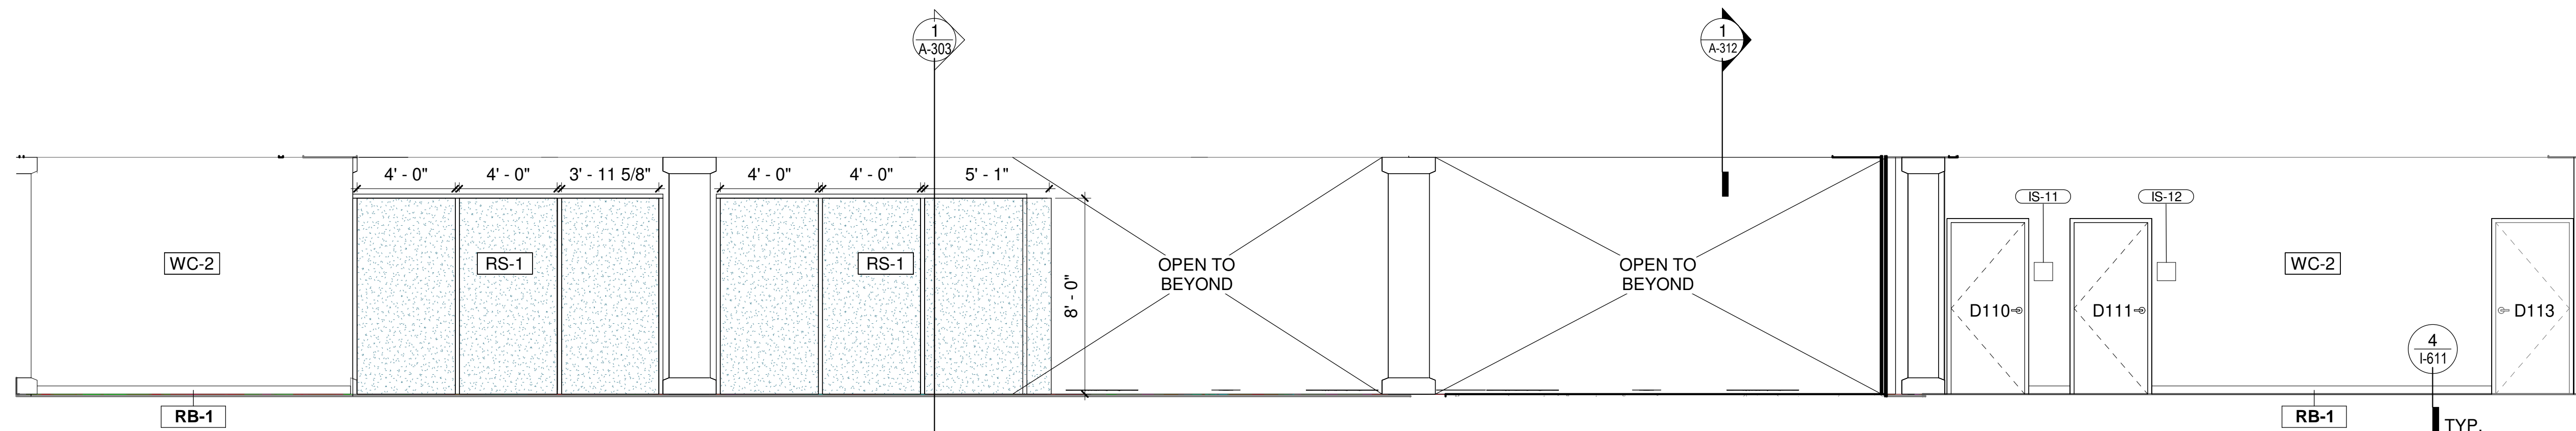 1
A-303
1
A-312
4' - 0"
4' - 0"
3' - 11 5/8"
4' - 0"
4' - 0"
5' - 1"
IS-11
IS-12
WC-2
RS-1
RS-1
OPEN TO
BEYOND
OPEN TO
BEYOND
WC-2
8' - 0"
D110
D111
D113
4
I-611
RB-1
RB-1
TYP.